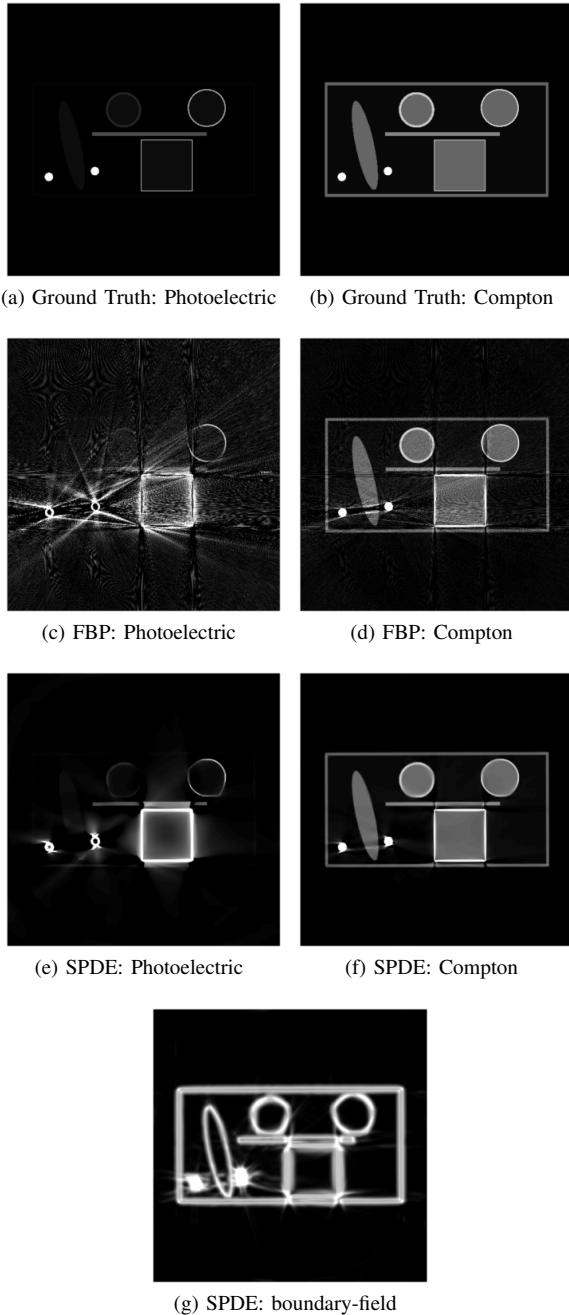 (a) Ground Truth: Photoelectric
(b) Ground Truth: Compton
(c) FBP: Photoelectric
(d) FBP: Compton
(e) SPDE: Photoelectric
(f) SPDE: Compton
(g) SPDE: boundary-field